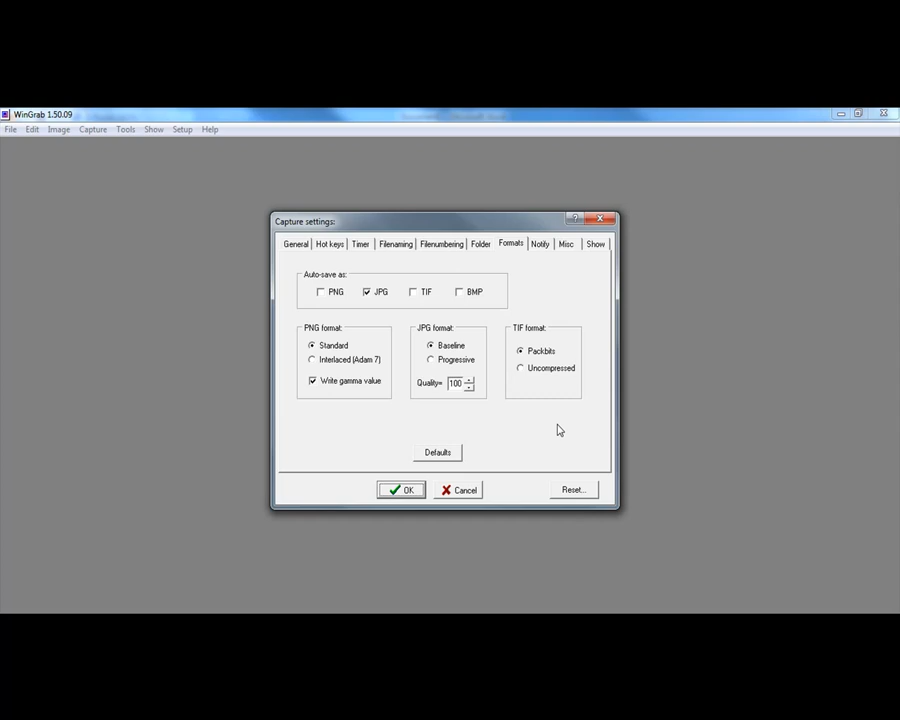 WinGrab 1.50.09
File Edit Image Capture Tools Show Setup Help
Capture settings:
General Hot keys Timer Filenaming Filenumbering Folder Formats Notify Misc Show
Auto-save as:
PNG JPG TIF BMP
PNG format: JPG format: TIF format:
Standard Baseline Packbits
Interlaced (Adam 7) Progressive Uncompressed
Write gamma value Quality= 100
Defaults
OK Cancel Reset...